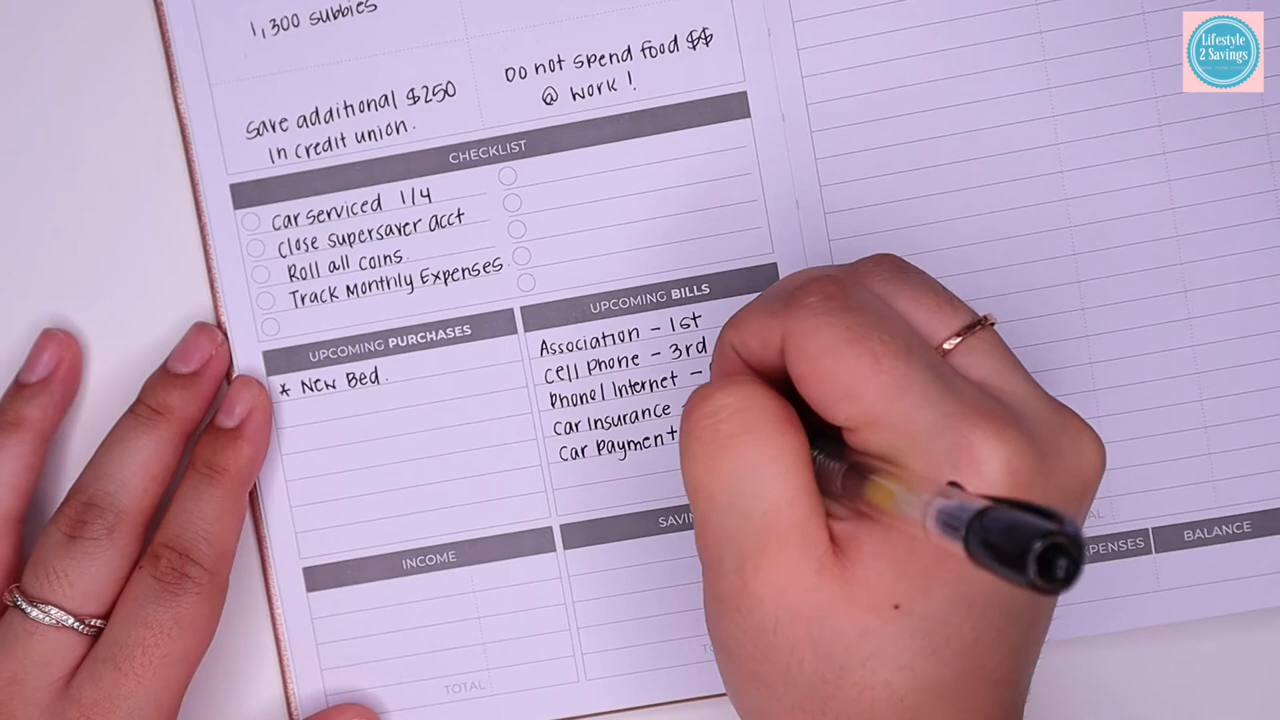 Lifestyle
2 Savings
1,300 subbies
Save additional $250
in credit union.
Do not spend food $$
@ work !
CHECKLIST
car serviced 1/4
close supersaver acct
Roll all coins.
Track Monthly Expenses
UPCOMING PURCHASES
* New Bed.
UPCOMING BILLS
Association - 1st
cell Phone - 3rd
Phone/ Internet -
car Insurance
car Payment
INCOME
TOTAL
BALANCE